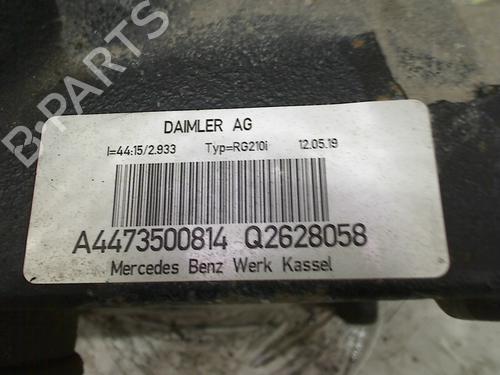 B-PARTS
DAIMLER AG
I=44:15/2.933 Typ=RG210i 12.05.19
A4473500814 Q2628058
Mercedes Benz Werk Kassel